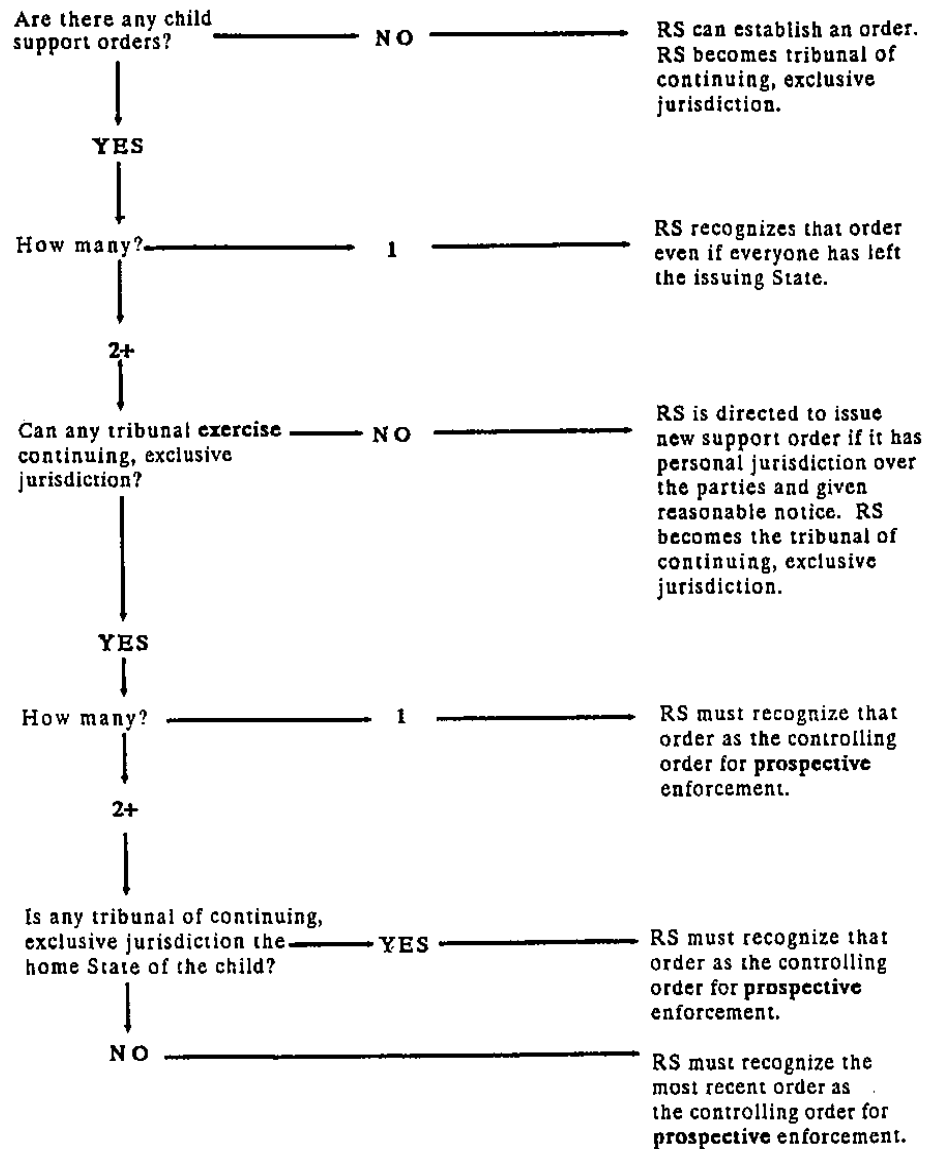 Are there any child
support orders?
NO
RS can establish an order.
RS becomes tribunal of
continuing, exclusive
jurisdiction.
YES
How many?
1
RS recognizes that order
even if everyone has left
the issuing State.
2+
Can any tribunal exercise
continuing, exclusive
jurisdiction?
NO
RS is directed to issue
new support order if it has
personal jurisdiction over
the parties and given
reasonable notice. RS
becomes the tribunal of
continuing, exclusive
jurisdiction.
YES
How many?
1
RS must recognize that
order as the controlling
order for prospective
enforcement.
2+
Is any tribunal of continuing,
exclusive jurisdiction the
home State of the child?
YES
RS must recognize that
order as the controlling
order for prospective
enforcement.
NO
RS must recognize the
most recent order as
the controlling order for
prospective enforcement.